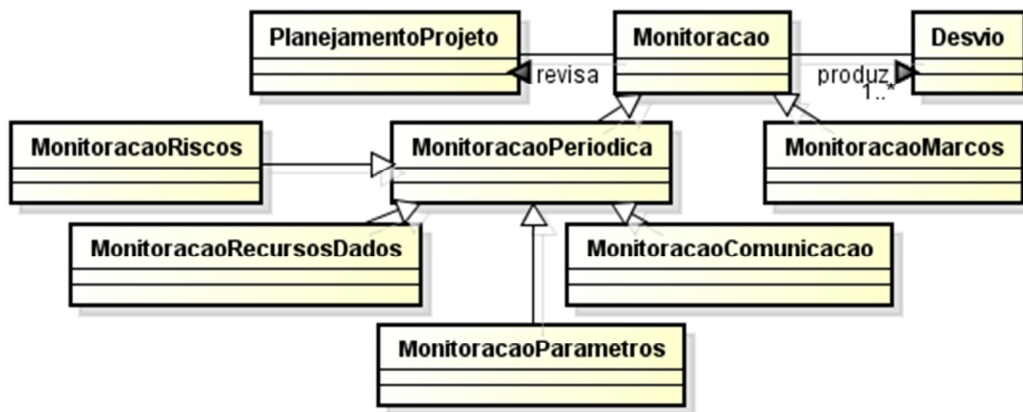 PlanejamentoProjeto
Monitoracao
Desvio
revisa
produz
1..*
MonitoracaoRiscos
MonitoracaoPeriodica
MonitoracaoMarcos
MonitoracaoRecursosDados
MonitoracaoComunicacao
MonitoracaoParametros